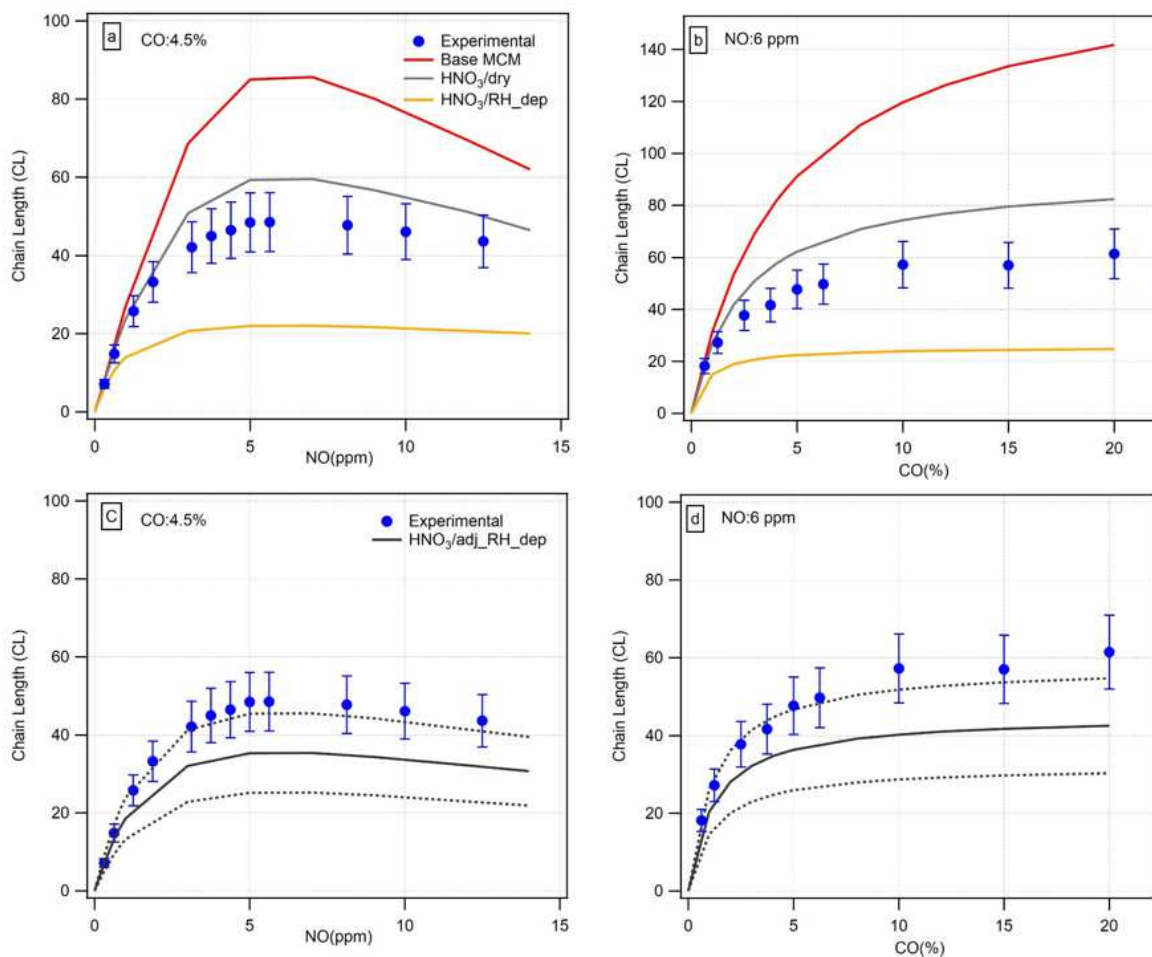 a CO:4.5%
Experimental
Base MCM
HNO₃/dry
HNO₃/RH_dep
100
80
60
40
20
0
Chain Length (CL)
0 5 10 15
NO(ppm)
b NO:6 ppm
140
120
100
80
60
40
20
0
Chain Length (CL)
0 5 10 15 20
CO(%)
C CO:4.5%
Experimental
HNO₃/adj_RH_dep
100
80
60
40
20
0
Chain Length (CL)
0 5 10 15
NO(ppm)
d NO:6 ppm
100
80
60
40
20
0
Chain Length (CL)
0 5 10 15 20
CO(%)